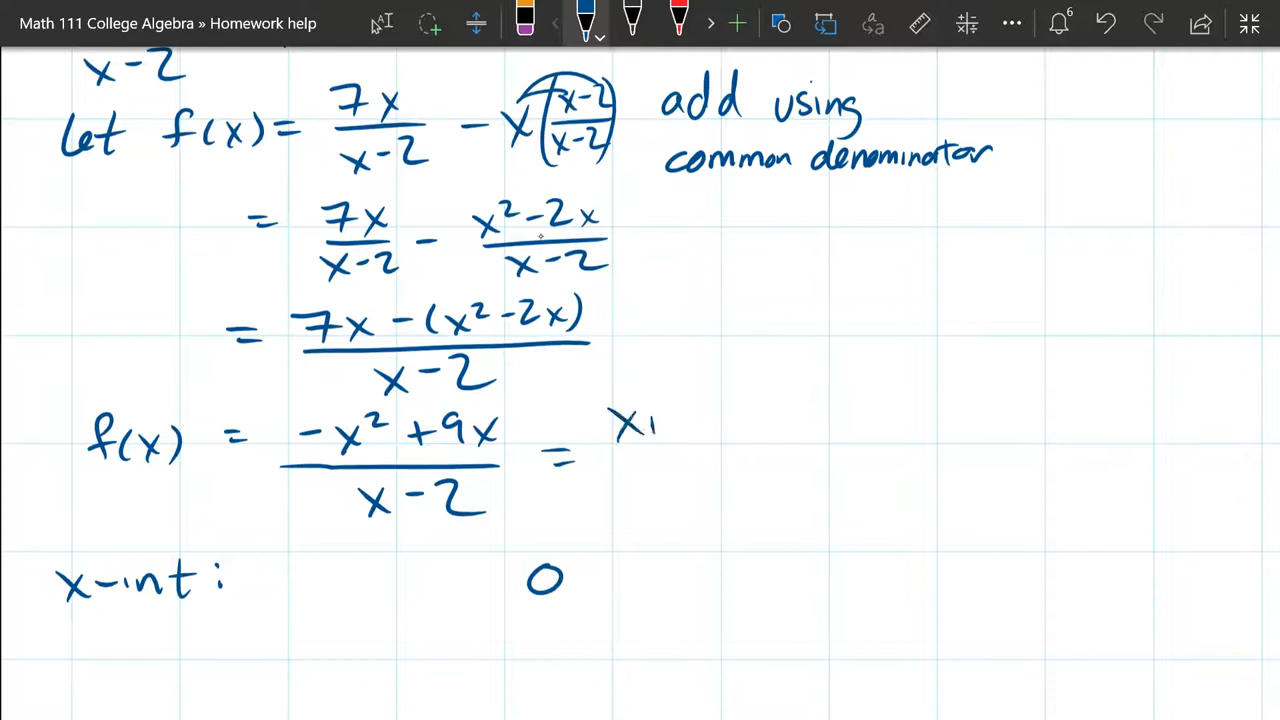 Math 111 College Algebra » Homework help
6
x-2
Let f(x) = 7x/(x-2) - x((x-2)/(x-2)) add using
common denominator
= 7x/(x-2) - (x²-2x)/(x-2)
= (7x-(x²-2x))/(x-2)
f(x) = (-x²+9x)/(x-2) = x
x-int: 0